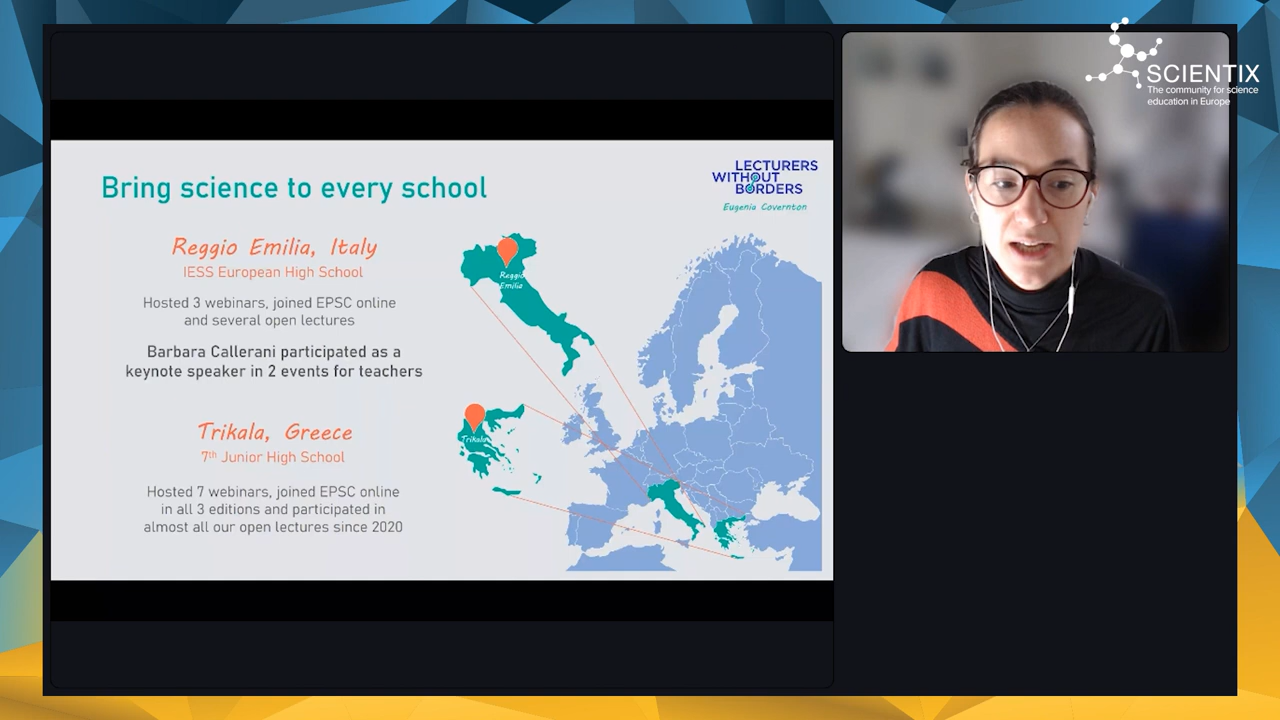 SCIENTIX
The community for science
education in Europe
Bring science to every school
LECTURERS
WITHOUT
BORDERS
Eugenia Covernton
Reggio Emilia, Italy
IESS European High School
Hosted 3 webinars, joined EPSC online
and several open lectures
Barbara Callerani participated as a
keynote speaker in 2 events for teachers
Reggio
Emilia
Trikala, Greece
7th Junior High School
Hosted 7 webinars, joined EPSC online
in all 3 editions and participated in
almost all our open lectures since 2020
Trikala